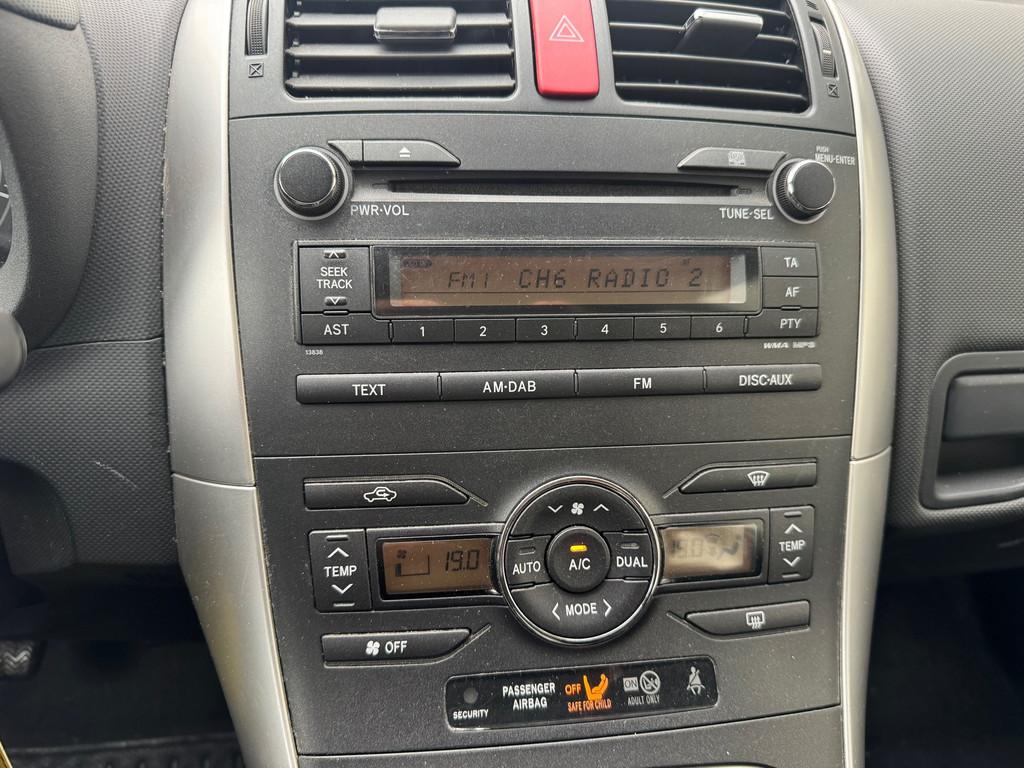 PUSH
MENU·ENTER
PWR·VOL
TUNE·SEL
SEEK
TRACK
FM1 CH6 RADIO 2
TA
AF
AST
1 2 3 4 5 6
PTY
13838
WMA MP3
TEXT
AM·DAB
FM
DISC·AUX
TEMP
19.0
AUTO
A/C
DUAL
19.0
TEMP
MODE
OFF
SECURITY
PASSENGER
AIRBAG
OFF
SAFE FOR CHILD
ON
ADULT ONLY